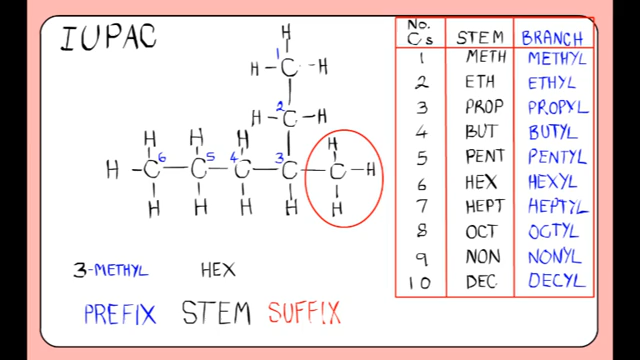 IUPAC
H
1
H C H
2
H C H
H H H H
6 5 4 3
H C C C C C H
H H H H H
3-METHYL HEX
PREFIX STEM SUFFIX
No. Cs STEM BRANCH
1 METH METHYL
2 ETH ETHYL
3 PROP PROPYL
4 BUT BUTYL
5 PENT PENTYL
6 HEX HEXYL
7 HEPT HEPTYL
8 OCT OCTYL
9 NON NONYL
10 DEC DECYL